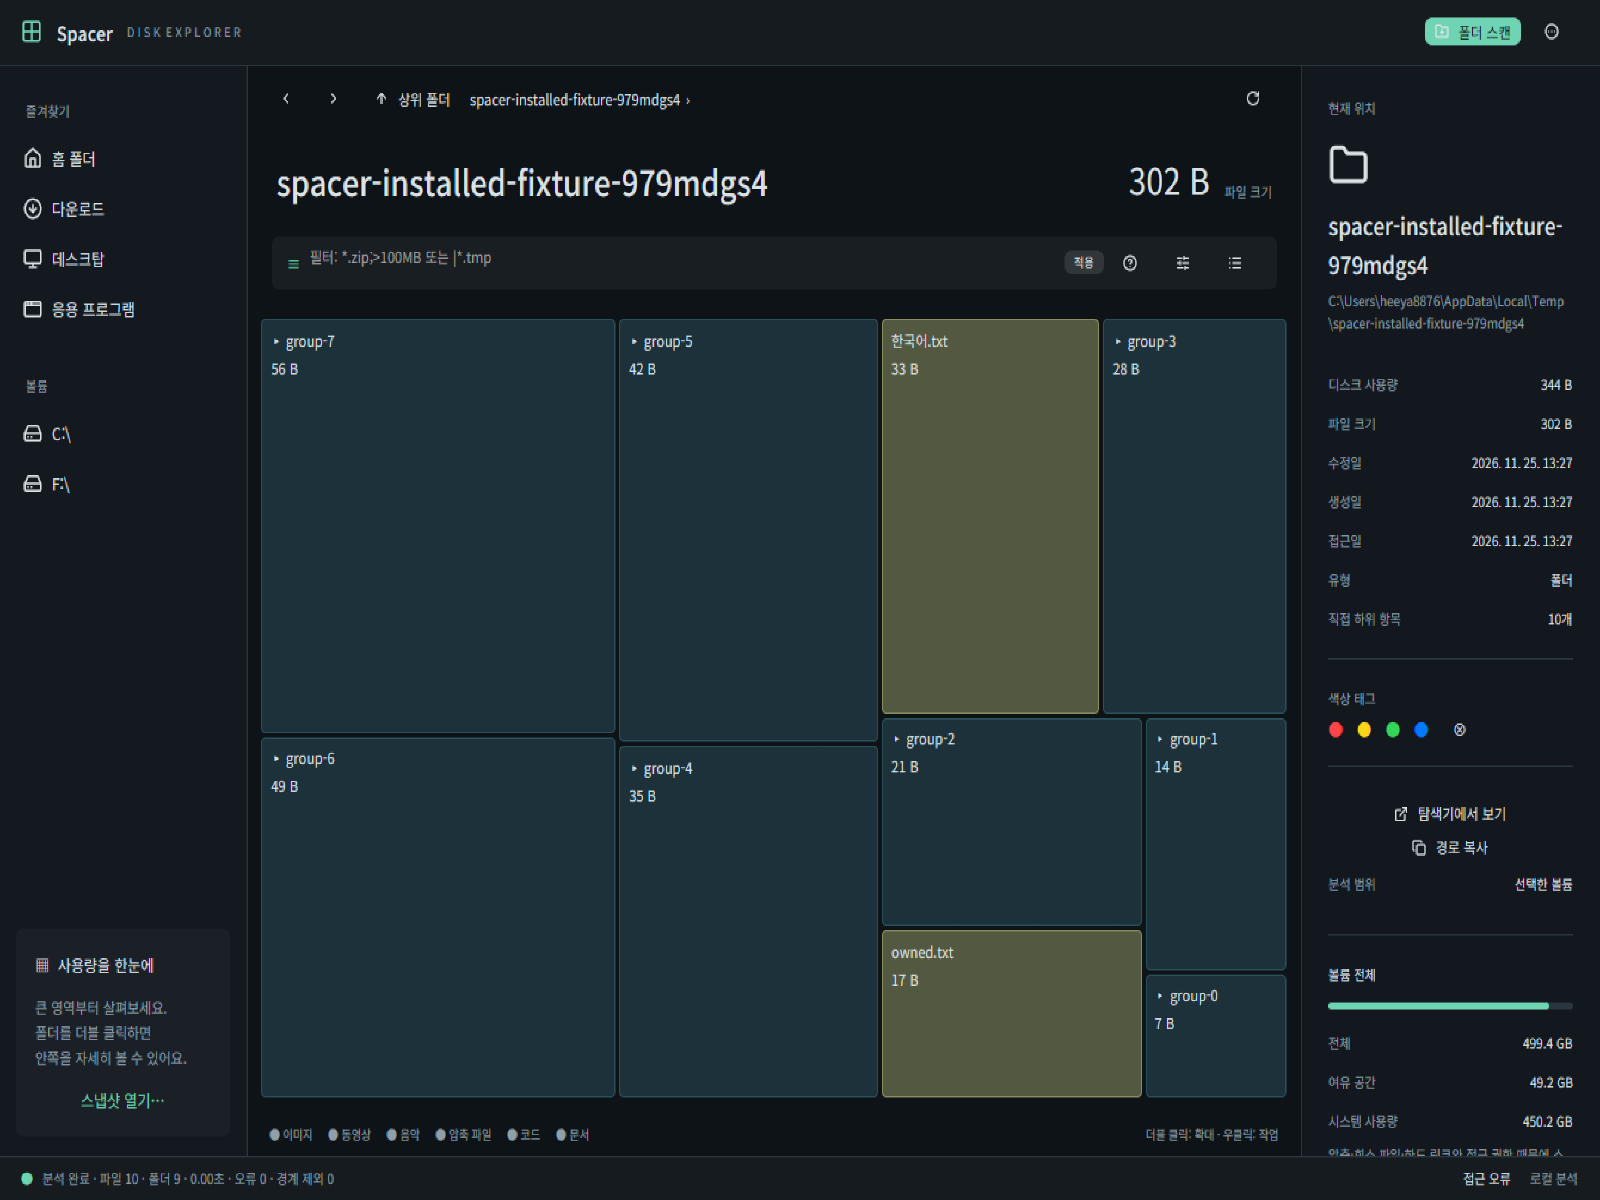 Spacer DISK EXPLORER
폴더 스캔
즐겨찾기
홈 폴더
다운로드
데스크탑
응용 프로그램
볼륨
C:\
F:\
사용량을 한눈에
큰 영역부터 살펴보세요.
폴더를 더블 클릭하면
안쪽을 자세히 볼 수 있어요.
스냅샷 열기…
상위 폴더 spacer-installed-fixture-979mdgs4 ›
spacer-installed-fixture-979mdgs4
302 B 파일 크기
필터: *.zip;>100MB 또는 |*.tmp
적용
group-7
56 B
group-5
42 B
한국어.txt
33 B
group-3
28 B
group-6
49 B
group-4
35 B
group-2
21 B
group-1
14 B
owned.txt
17 B
group-0
7 B
이미지 동영상 음악 압축 파일 코드 문서
더블 클릭: 확대 · 우클릭: 작업
현재 위치
spacer-installed-fixture-
979mdgs4
C:\Users\heeya8876\AppData\Local\Temp
\spacer-installed-fixture-979mdgs4
디스크 사용량 344 B
파일 크기 302 B
수정일 2026. 11. 25. 13:27
생성일 2026. 11. 25. 13:27
접근일 2026. 11. 25. 13:27
유형 폴더
직접 하위 항목 10개
색상 태그
탐색기에서 보기
경로 복사
분석 범위 선택한 볼륨
볼륨 전체
전체 499.4 GB
여유 공간 49.2 GB
시스템 사용량 450.2 GB
분석 완료 · 파일 10 · 폴더 9 · 0.00초 · 오류 0 · 경계 제외 0
접근 오류 로컬 분석